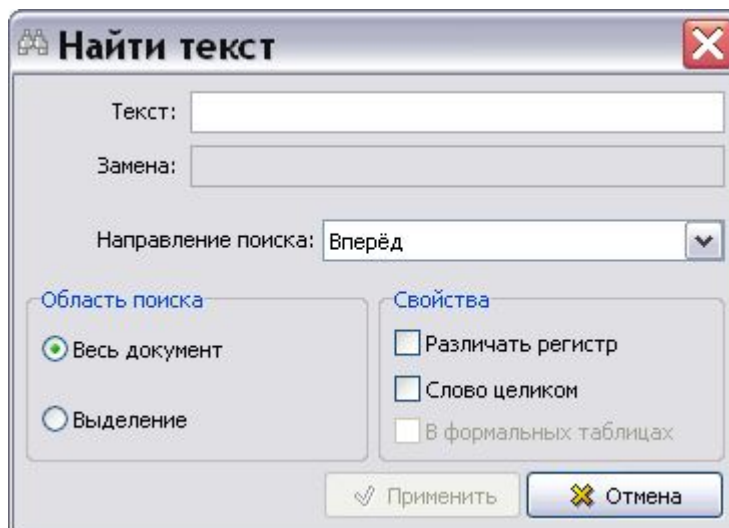 Найти текст
Текст:
Замена:
Направление поиска: Вперёд
Область поиска
Весь документ
Выделение
Свойства
Различать регистр
Слово целиком
В формальных таблицах
Применить
Отмена